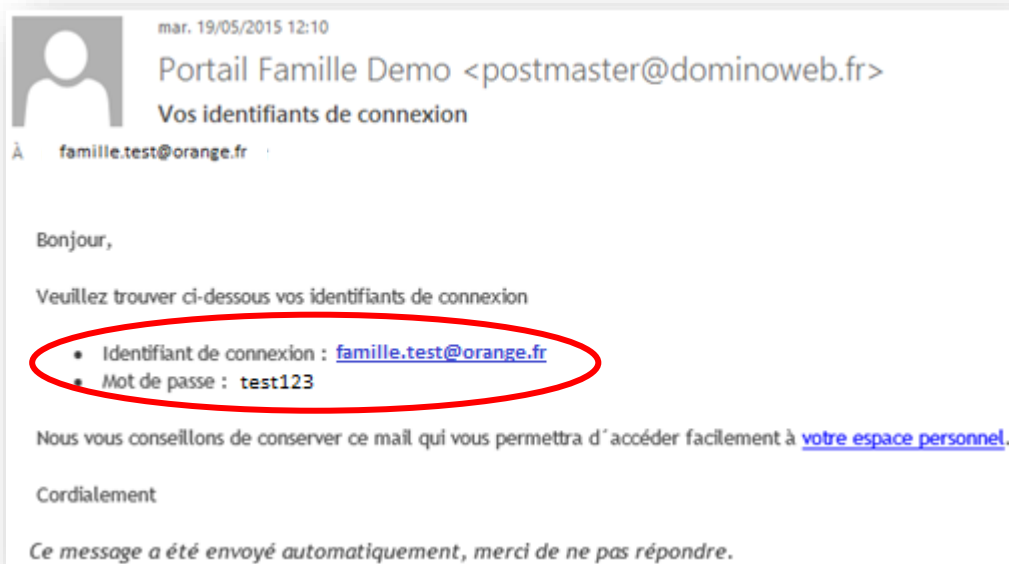 mar. 19/05/2015 12:10
Portail Famille Demo <postmaster@dominoweb.fr>
Vos identifiants de connexion
À famille.test@orange.fr
Bonjour,
Veuillez trouver ci-dessous vos identifiants de connexion
• Identifiant de connexion : famille.test@orange.fr
• Mot de passe : test123
Nous vous conseillons de conserver ce mail qui vous permettra d´accéder facilement à votre espace personnel.
Cordialement
Ce message a été envoyé automatiquement, merci de ne pas répondre.